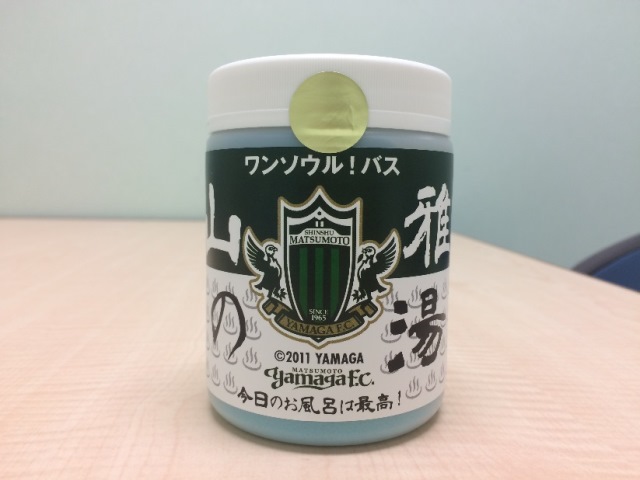 ワンソウル！バス
山雅
の湯
SHINSHU
MATSUMOTO
SINCE
1965
YAMAGA F.C.
©2011 YAMAGA
MATSUMOTO
yamaga F.C.
今日のお風呂は最高！